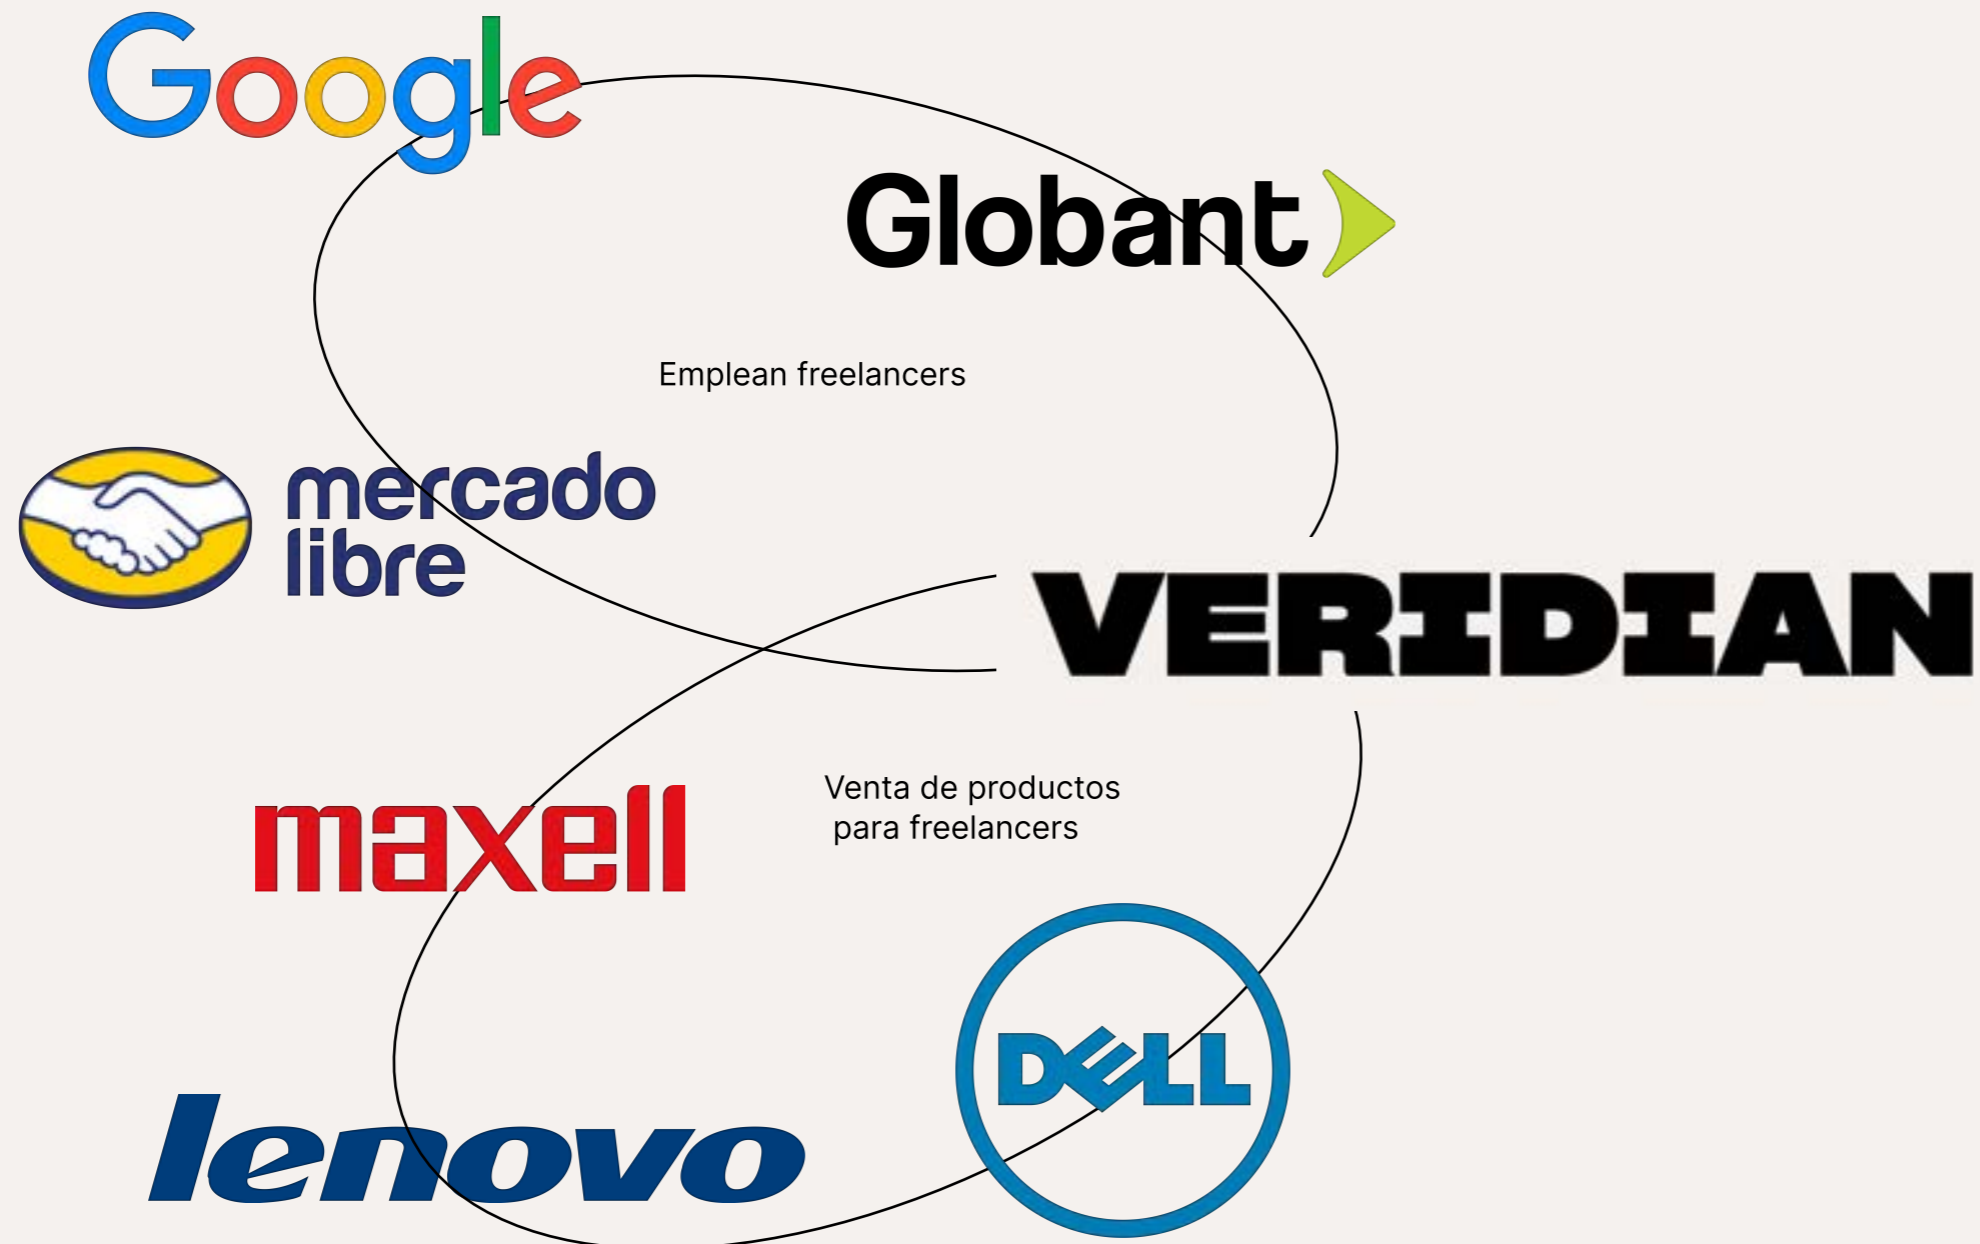 Google
Globant
Emplean freelancers
mercado
libre
VERIDIAN
Venta de productos
para freelancers
maxell
DELL
lenovo